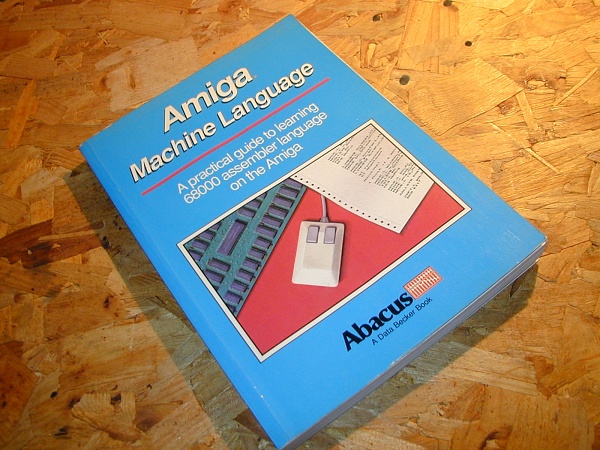 Amiga
Machine Language
A practical guide to learning
68000 assembler language
on the Amiga
Abacus
A Data Becker Book